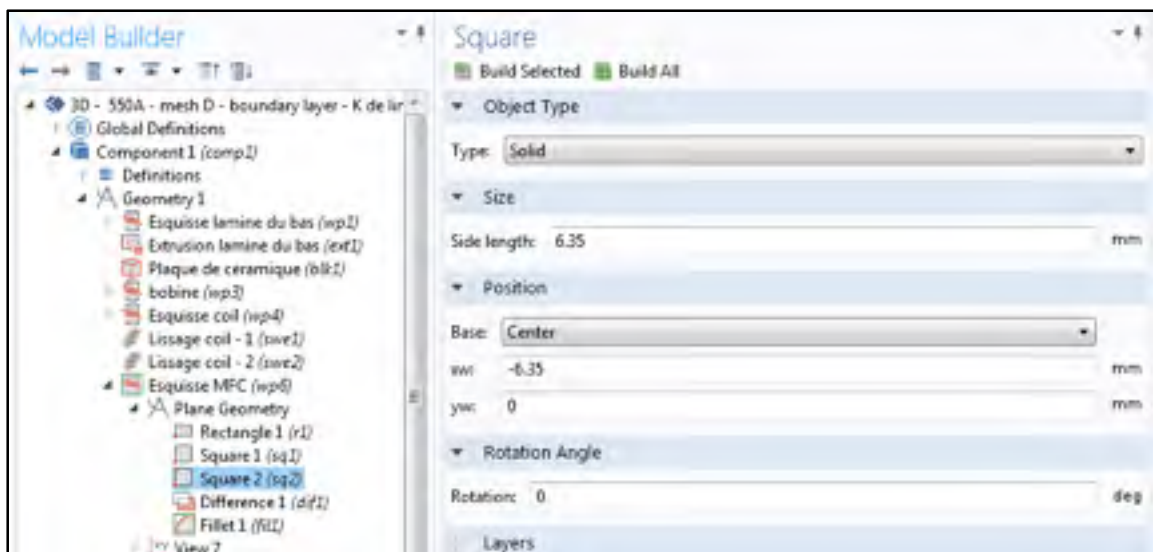 Model Builder
3D - 550A - mesh D - boundary layer - K de lir
Global Definitions
Component 1 (comp1)
Definitions
Geometry 1
Esquisse lamine du bas (wp1)
Extrusion lamine du bas (ext1)
Plaque de céramique (blk1)
bobine (wp3)
Esquisse coil (wp4)
Lissage coil - 1 (swe1)
Lissage coil - 2 (swe2)
Esquisse MFC (wp6)
Plane Geometry
Rectangle 1 (r1)
Square 1 (sq1)
Square 2 (sq2)
Difference 1 (dif1)
Fillet 1 (fil1)
View 7
Square
Build Selected Build All
Object Type
Type: Solid
Size
Side length: 6.35 mm
Position
Base: Center
xw: -6.35 mm
yw: 0 mm
Rotation Angle
Rotation: 0 deg
Layers